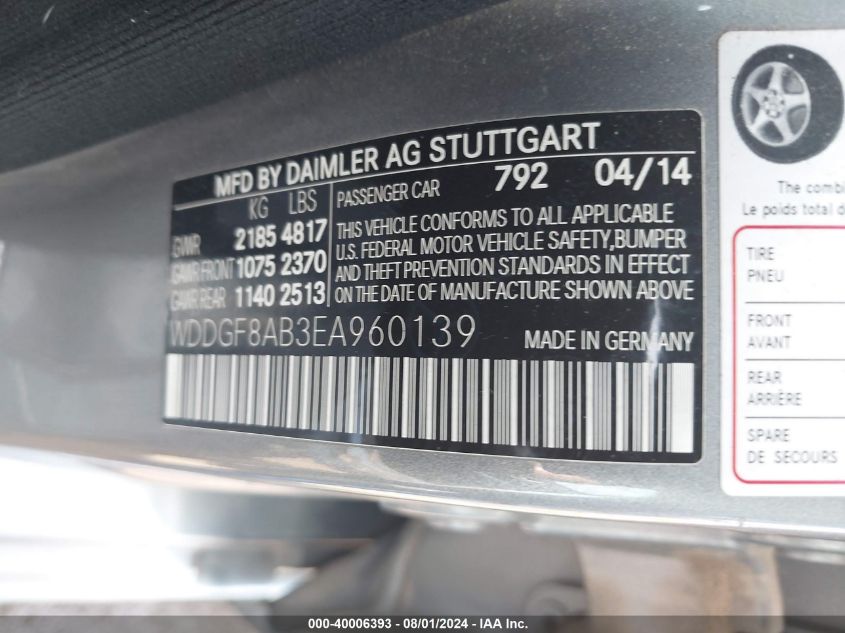 MFD BY DAIMLER AG STUTTGART
KG LBS
GWR 2185 4817
GAWR FRONT 1075 2370
GAWR REAR 1140 2513
PASSENGER CAR 792 04/14
THIS VEHICLE CONFORMS TO ALL APPLICABLE
U.S. FEDERAL MOTOR VEHICLE SAFETY,BUMPER
AND THEFT PREVENTION STANDARDS IN EFFECT
ON THE DATE OF MANUFACTURE SHOWN ABOVE
WDDGF8AB3EA960139 MADE IN GERMANY
The combi
Le poids total d
TIRE
PNEU
FRONT
AVANT
REAR
ARRIÈRE
SPARE
DE SECOURS
000-40006393 - 08/01/2024 - IAA Inc.